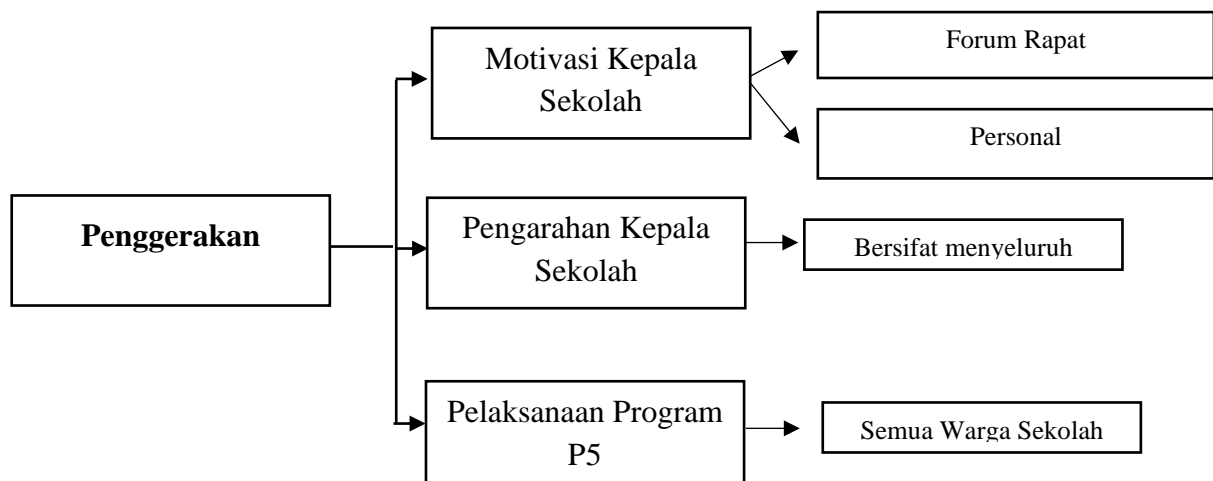 Motivasi Kepala
Sekolah
Forum Rapat
Personal
Penggerakan
Pengarahan Kepala
Sekolah
Bersifat menyeluruh
Pelaksanaan Program
P5
Semua Warga Sekolah